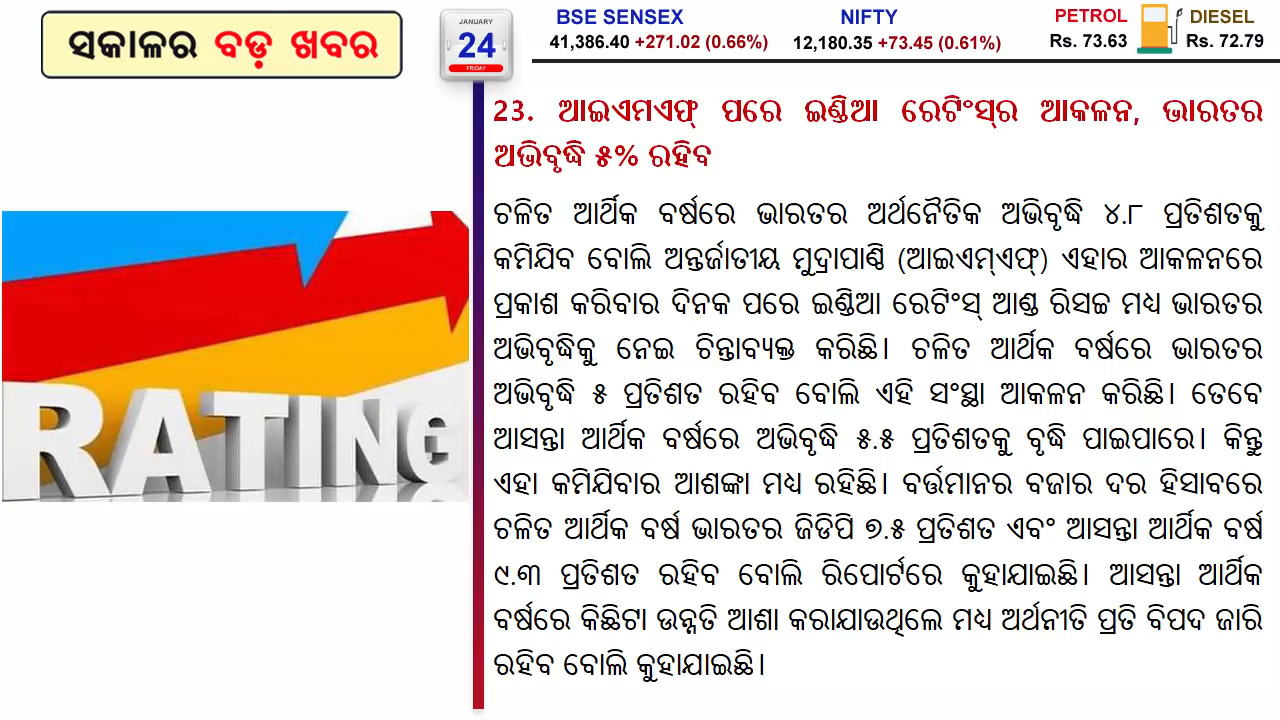 ସକାଳର ବଡ଼ ଖବର
JANUARY
24
FRIDAY
BSE SENSEX
41,386.40 +271.02 (0.66%)
NIFTY
12,180.35 +73.45 (0.61%)
PETROL
Rs. 73.63
DIESEL
Rs. 72.79
23. ଆଇଏମଏଫ୍ ପରେ ଇଣ୍ଡିଆ ରେଟିଂସ୍‌ର ଆକଳନ, ଭାରତର
ଅଭିବୃଦ୍ଧି ୫% ରହିବ
ଚଳିତ ଆର୍ଥିକ ବର୍ଷରେ ଭାରତର ଅର୍ଥନୈତିକ ଅଭିବୃଦ୍ଧି ୪.୮ ପ୍ରତିଶତକୁ
କମିଯିବ ବୋଲି ଅନ୍ତର୍ଜାତୀୟ ମୁଦ୍ରାପାଣ୍ଠି (ଆଇଏମ୍ଏଫ୍) ଏହାର ଆକଳନରେ
ପ୍ରକାଶ କରିବାର ଦିନକ ପରେ ଇଣ୍ଡିଆ ରେଟିଂସ୍ ଆଣ୍ଡ ରିସର୍ଚ୍ଚ ମଧ୍ୟ ଭାରତର
ଅଭିବୃଦ୍ଧିକୁ ନେଇ ଚିନ୍ତାବ୍ୟକ୍ତ କରିଛି। ଚଳିତ ଆର୍ଥିକ ବର୍ଷରେ ଭାରତର
ଅଭିବୃଦ୍ଧି ୫ ପ୍ରତିଶତ ରହିବ ବୋଲି ଏହି ସଂସ୍ଥା ଆକଳନ କରିଛି। ତେବେ
ଆସନ୍ତା ଆର୍ଥିକ ବର୍ଷରେ ଅଭିବୃଦ୍ଧି ୫.୫ ପ୍ରତିଶତକୁ ବୃଦ୍ଧି ପାଇପାରେ। କିନ୍ତୁ
ଏହା କମିଯିବାର ଆଶଙ୍କା ମଧ୍ୟ ରହିଛି। ବର୍ତ୍ତମାନର ବଜାର ଦର ହିସାବରେ
ଚଳିତ ଆର୍ଥିକ ବର୍ଷ ଭାରତର ଜିଡିପି ୭.୫ ପ୍ରତିଶତ ଏବଂ ଆସନ୍ତା ଆର୍ଥିକ ବର୍ଷ
୯.୩ ପ୍ରତିଶତ ରହିବ ବୋଲି ରିପୋର୍ଟରେ କୁହାଯାଇଛି। ଆସନ୍ତା ଆର୍ଥିକ
ବର୍ଷରେ କିଛିଟା ଉନ୍ନତି ଆଶା କରାଯାଉଥିଲେ ମଧ୍ୟ ଅର୍ଥନୀତି ପ୍ରତି ବିପଦ ଜାରି
ରହିବ ବୋଲି କୁହାଯାଇଛି।
RATING